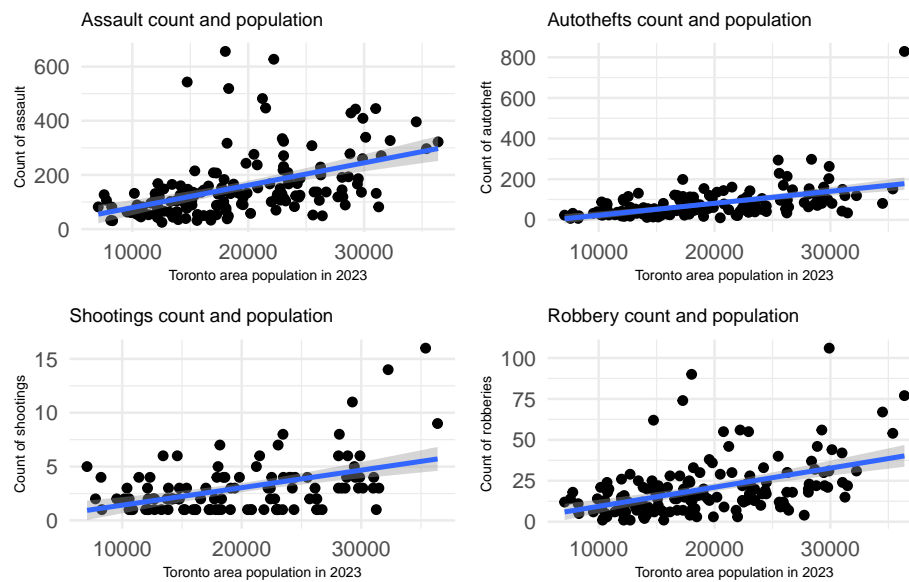 Assault count and population
600
400
200
0
Count of assault
10000 20000 30000
Toronto area population in 2023
Autothefts count and population
800
600
400
200
0
Count of autotheft
10000 20000 30000
Toronto area population in 2023
Shootings count and population
15
10
5
0
Count of shootings
10000 20000 30000
Toronto area population in 2023
Robbery count and population
100
75
50
25
0
Count of robberies
10000 20000 30000
Toronto area population in 2023